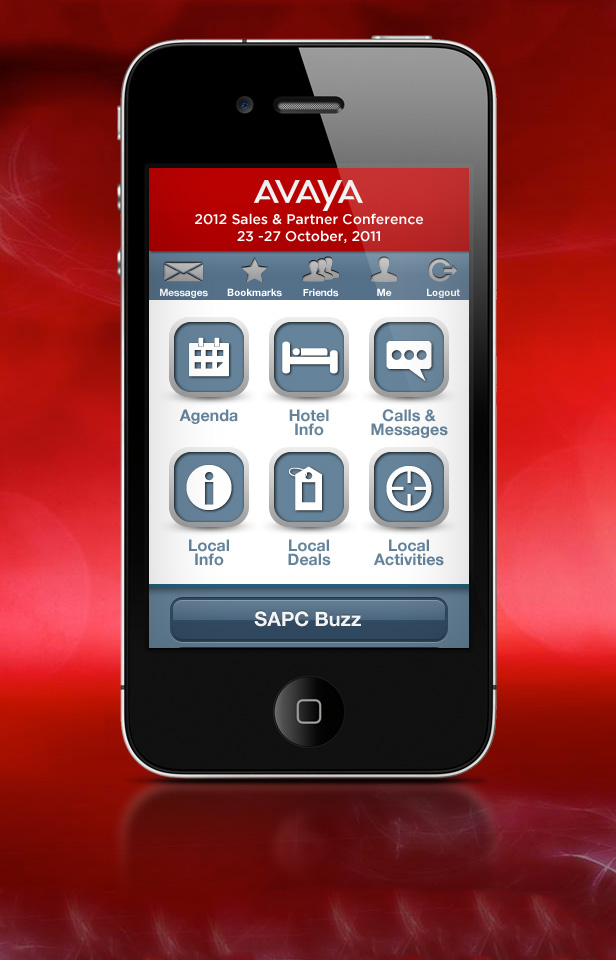 AVAYA
2012 Sales & Partner Conference
23 -27 October, 2011
Messages Bookmarks Friends Me Logout
Agenda
Hotel
Info
Calls &
Messages
Local
Info
Local
Deals
Local
Activities
SAPC Buzz